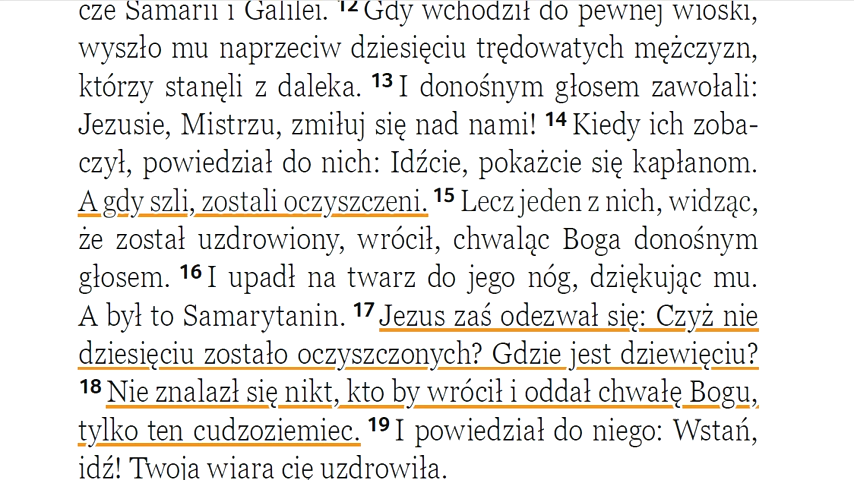 cze Samarii i Galilei. 12 Gdy wchodził do pewnej wioski,
wyszło mu naprzeciw dziesięciu trędowatych mężczyzn,
którzy stanęli z daleka. 13 I donośnym głosem zawołali:
Jezusie, Mistrzu, zmiłuj się nad nami! 14 Kiedy ich zoba-
czył, powiedział do nich: Idźcie, pokażcie się kapłanom.
A gdy szli, zostali oczyszczeni. 15 Lecz jeden z nich, widząc,
że został uzdrowiony, wrócił, chwaląc Boga donośnym
głosem. 16 I upadł na twarz do jego nóg, dziękując mu.
A był to Samarytanin. 17 Jezus zaś odezwał się: Czyż nie
dziesięciu zostało oczyszczonych? Gdzie jest dziewięciu?
18 Nie znalazł się nikt, kto by wrócił i oddał chwałę Bogu,
tylko ten cudzoziemiec. 19 I powiedział do niego: Wstań,
idź! Twoja wiara cię uzdrowiła.